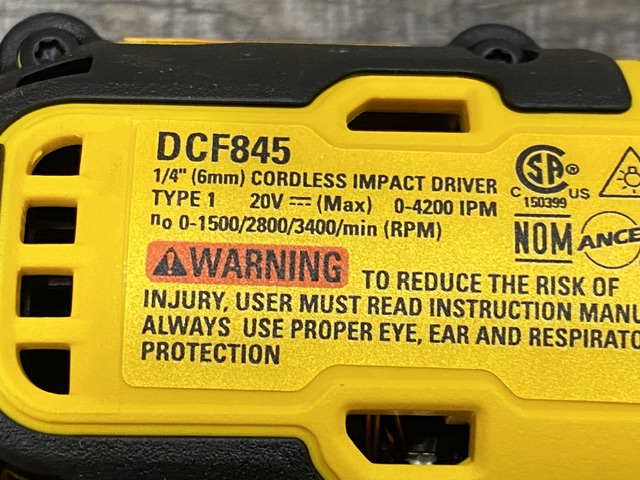 DCF845
1/4" (6mm) CORDLESS IMPACT DRIVER
TYPE 1 20V ⎓ (Max) 0-4200 IPM
n₀ 0-1500/2800/3400/min (RPM)
⚠WARNING TO REDUCE THE RISK OF
INJURY, USER MUST READ INSTRUCTION MANU
ALWAYS USE PROPER EYE, EAR AND RESPIRATO
PROTECTION
CSA®
C US
150399
NOM ANCE